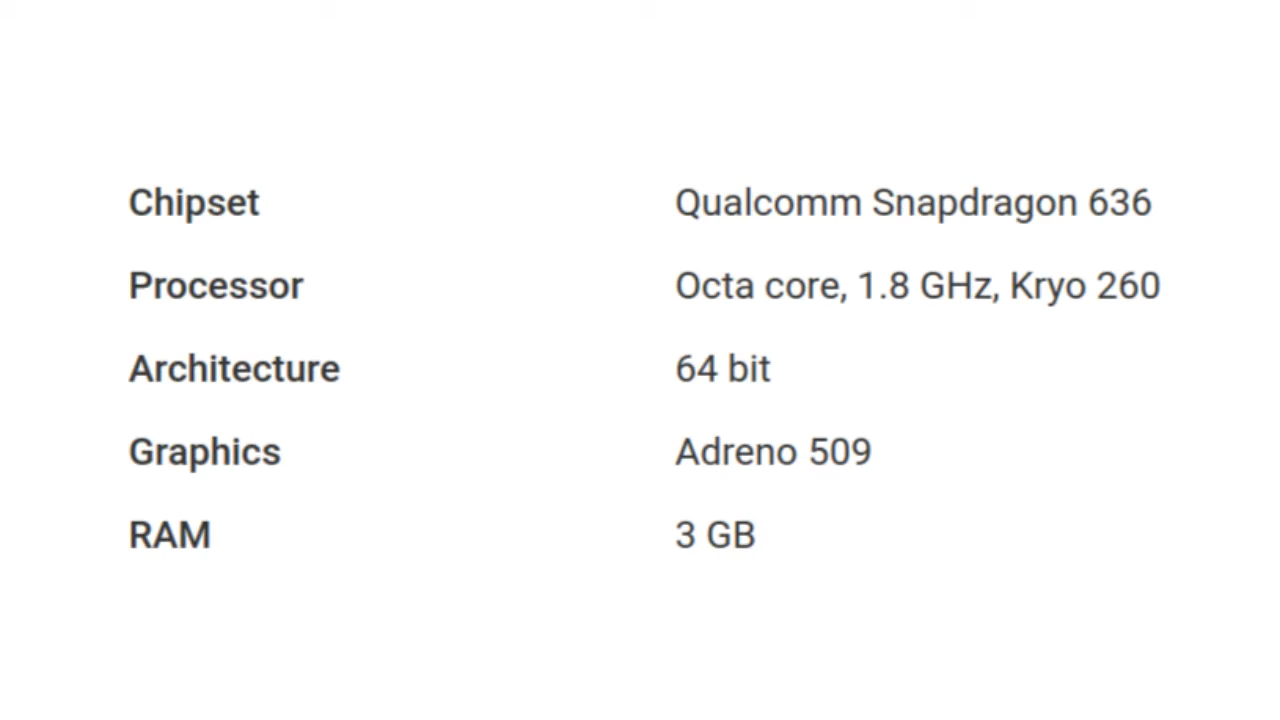 Chipset Qualcomm Snapdragon 636
Processor Octa core, 1.8 GHz, Kryo 260
Architecture 64 bit
Graphics Adreno 509
RAM 3 GB